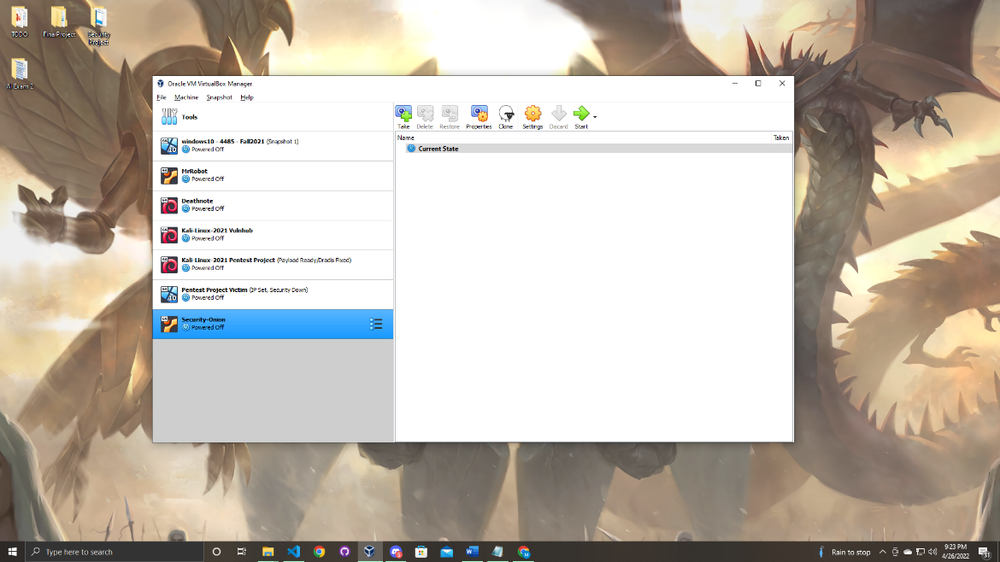 TODO
FinalProject
Security
Project
AI Exam 2
Oracle VM VirtualBox Manager
File Machine Snapshot Help
Tools
windows10 - 4485 - Fall2021 (Snapshot 1)
Powered Off
MrRobot
Powered Off
Deathnote
Powered Off
Kali-Linux-2021 Vulnhub
Powered Off
Kali-Linux-2021 Pentest Project (Payload Ready/Dradis Fixed)
Powered Off
Pentest Project Victim (IP Set, Security Down)
Powered Off
Security-Onion
Powered Off
Take Delete Restore Properties Clone Settings Discard Start
Name Taken
Current State
Type here to search
Rain to stop
9:23 PM
4/26/2022
31